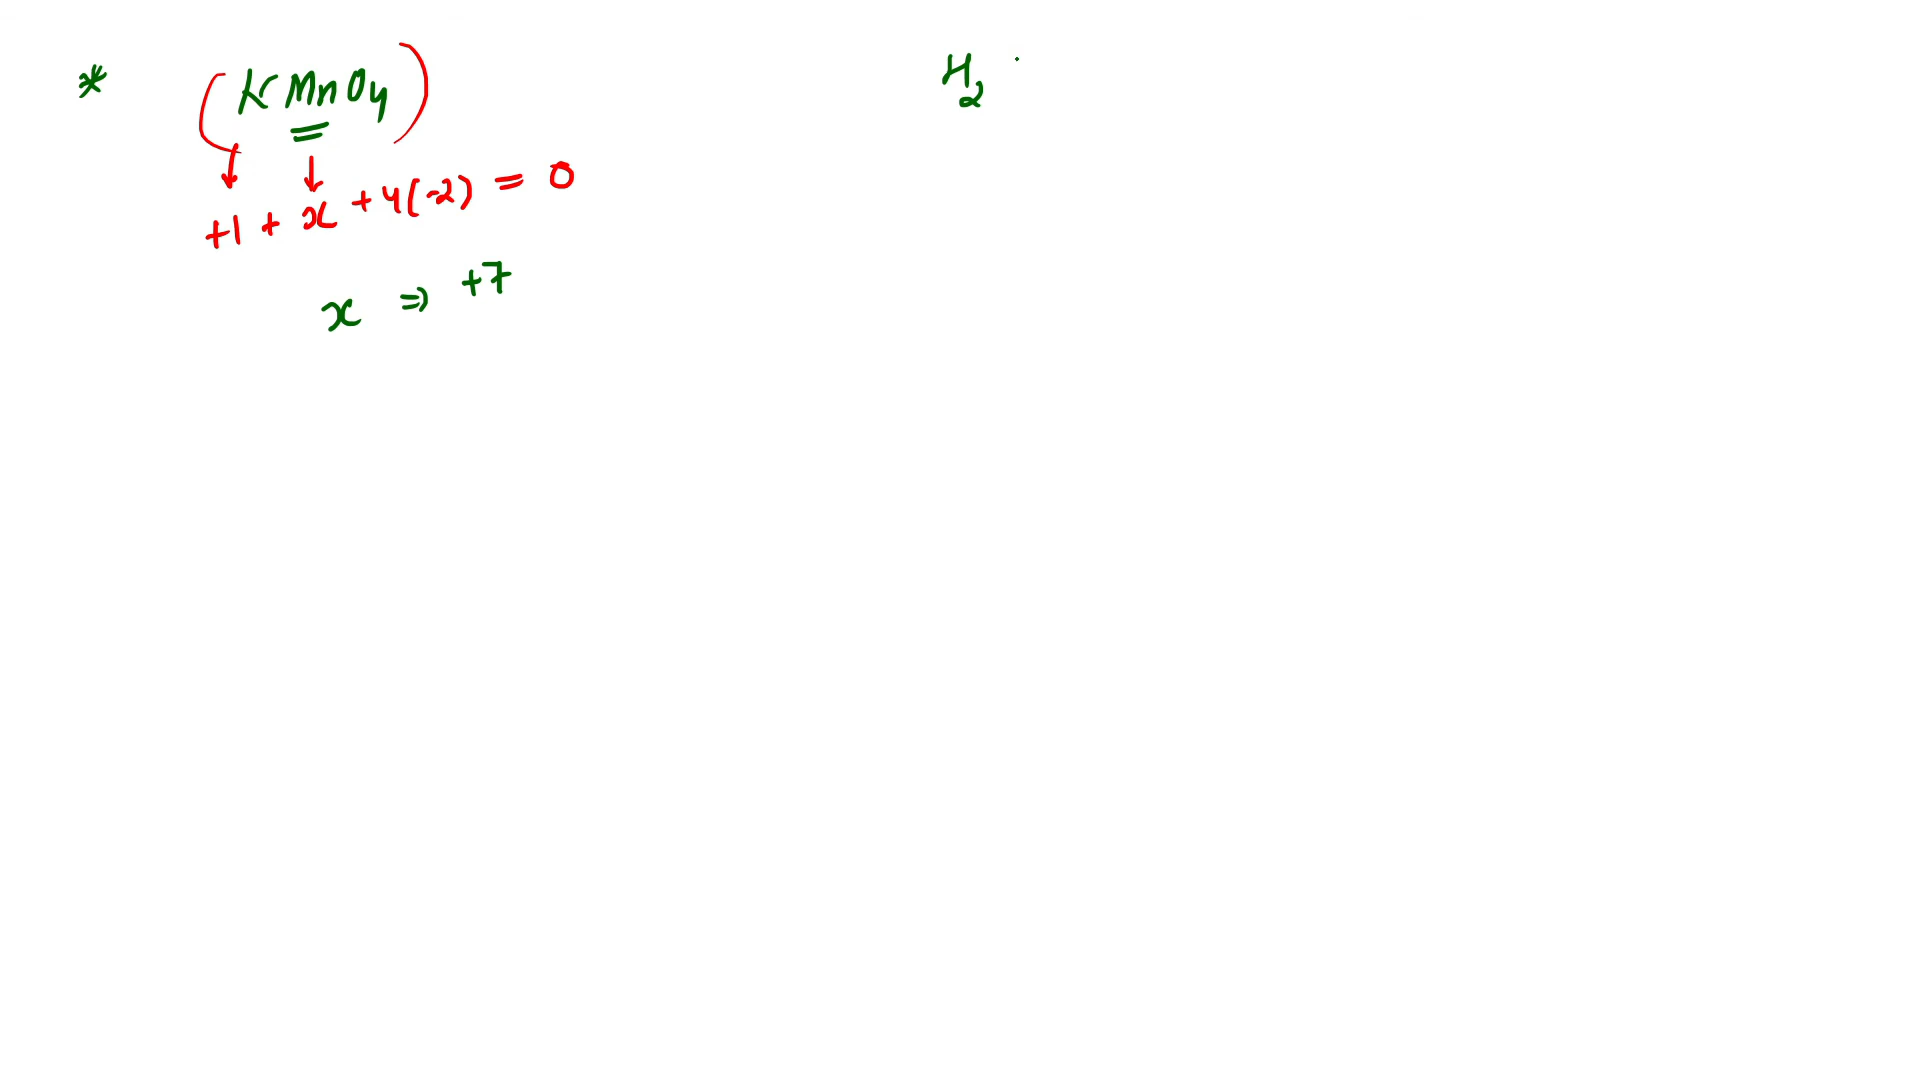 * (KMnO4)
+1 + x + 4(-2) = 0
x ⇒ +7
H2